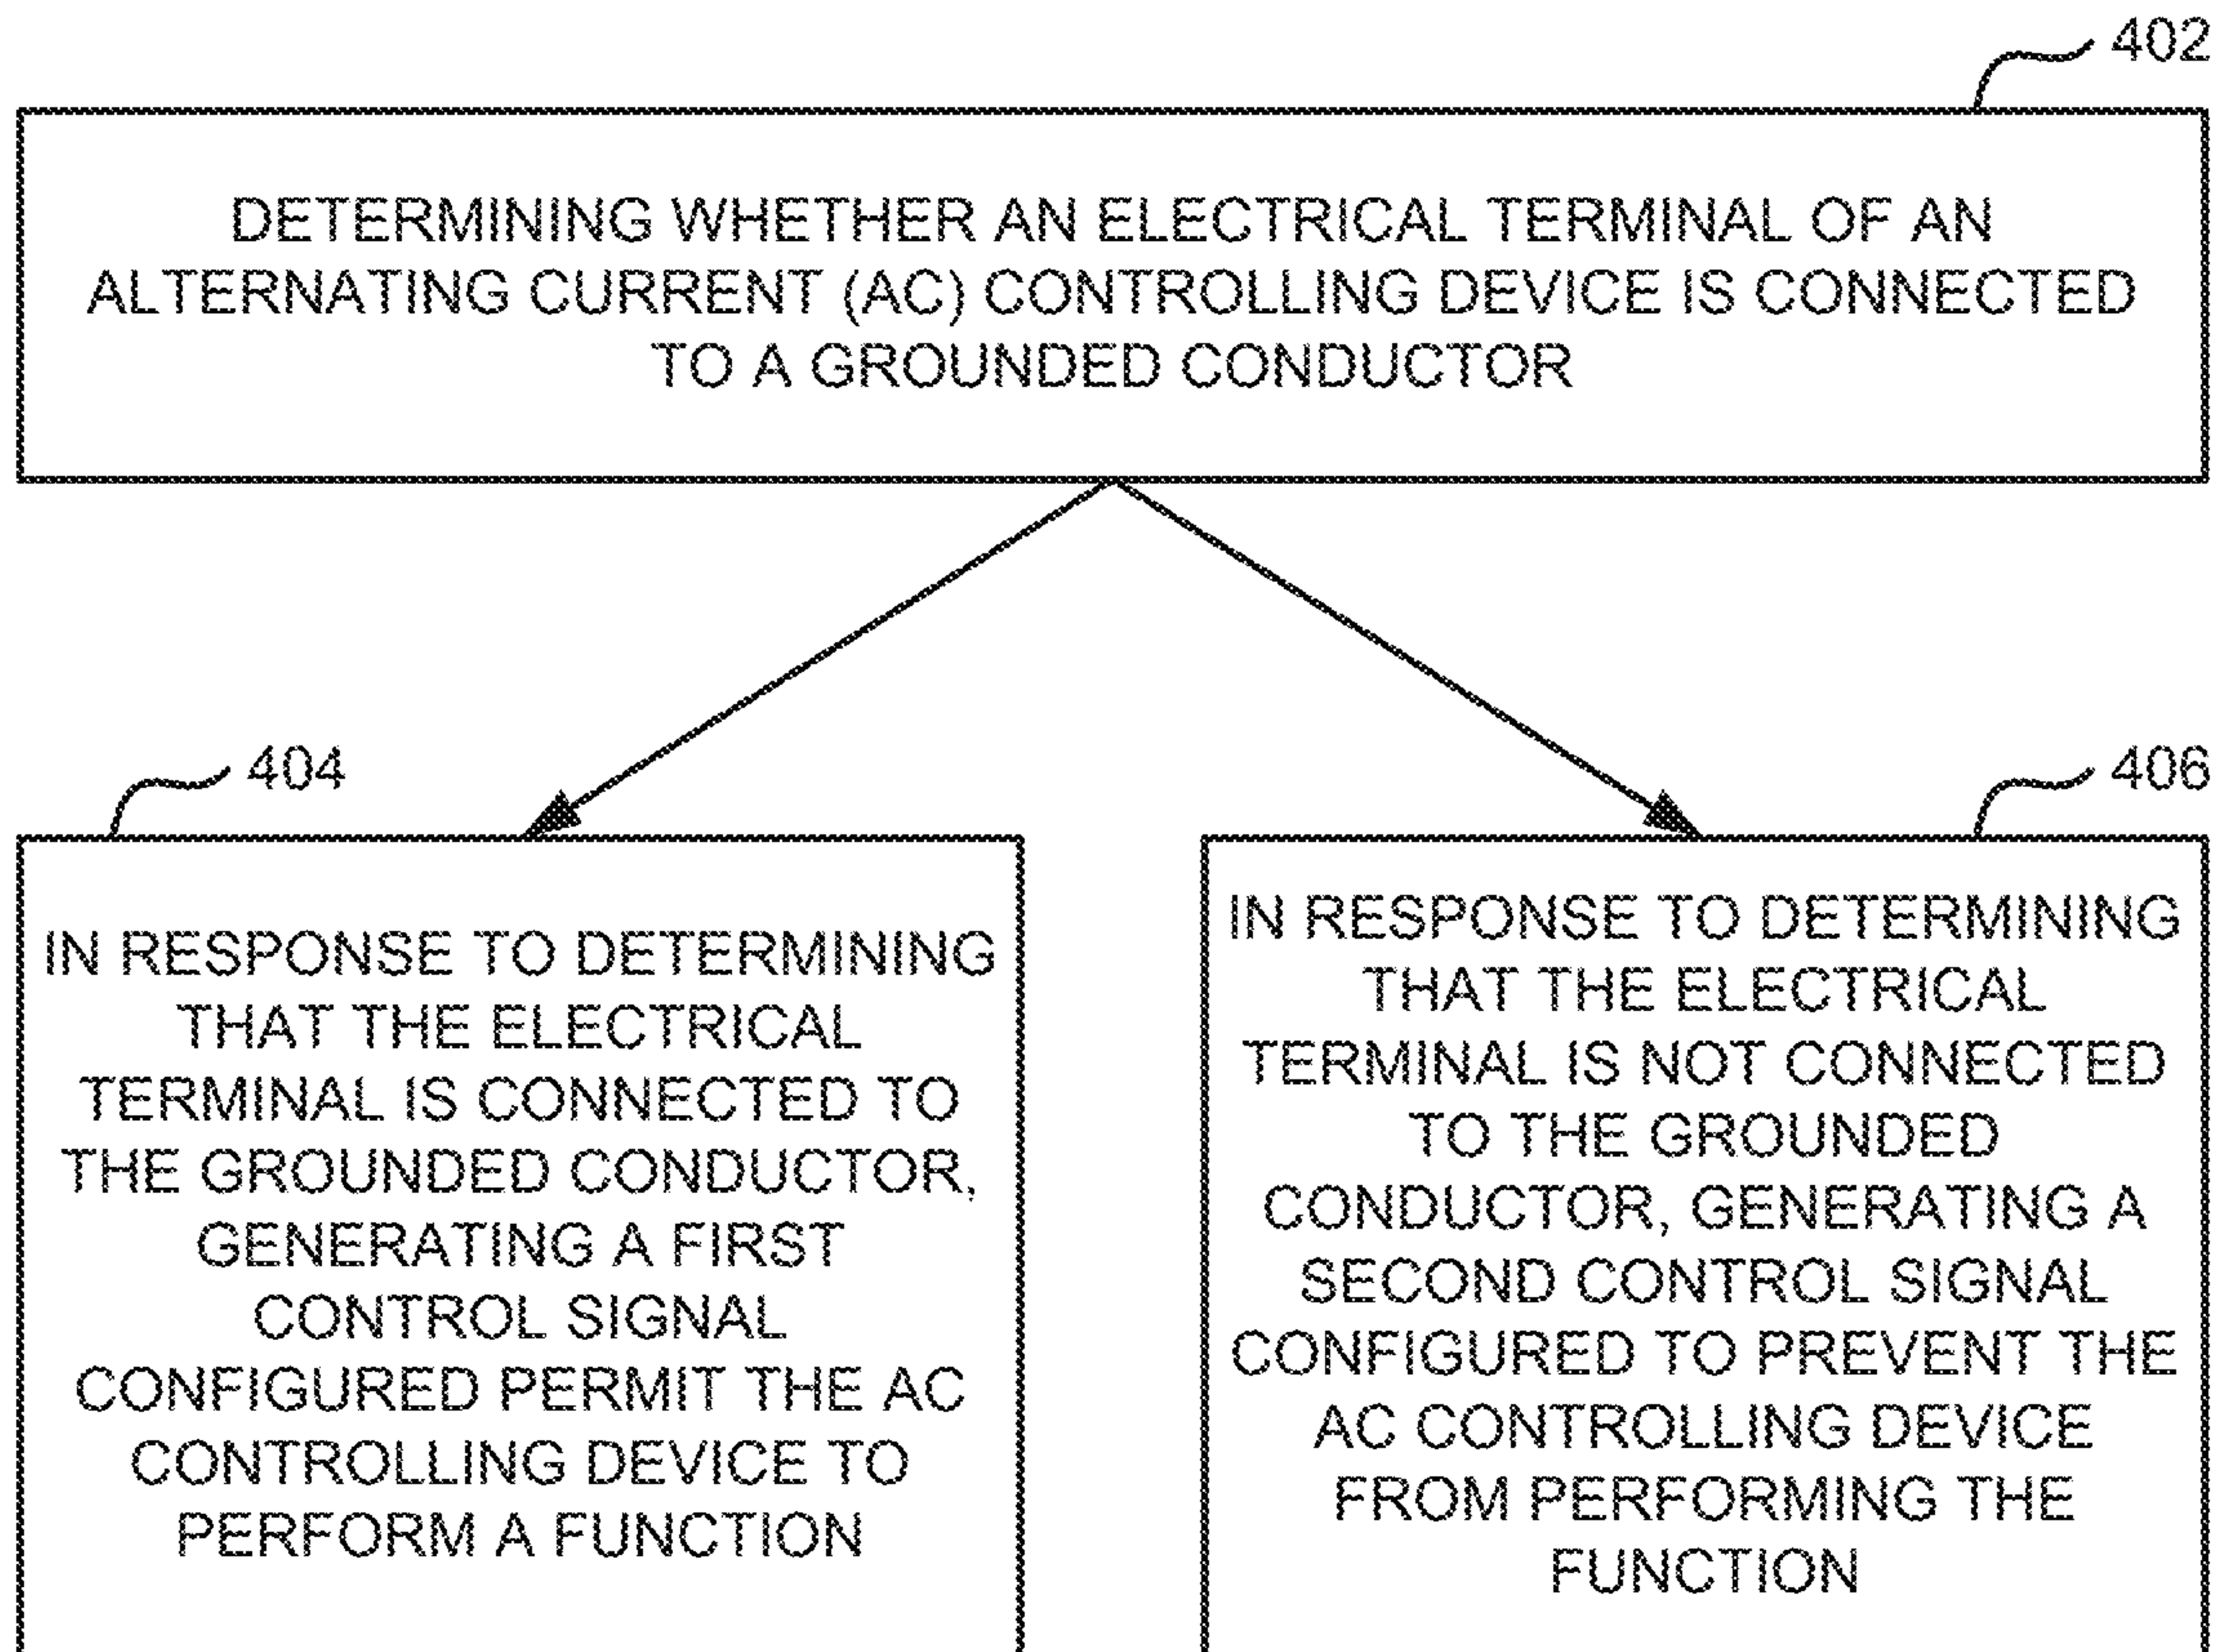 402
DETERMINING WHETHER AN ELECTRICAL TERMINAL OF AN
ALTERNATING CURRENT (AC) CONTROLLING DEVICE IS CONNECTED
TO A GROUNDED CONDUCTOR
404
IN RESPONSE TO DETERMINING
THAT THE ELECTRICAL
TERMINAL IS CONNECTED TO
THE GROUNDED CONDUCTOR,
GENERATING A FIRST
CONTROL SIGNAL
CONFIGURED PERMIT THE AC
CONTROLLING DEVICE TO
PERFORM A FUNCTION
406
IN RESPONSE TO DETERMINING
THAT THE ELECTRICAL
TERMINAL IS NOT CONNECTED
TO THE GROUNDED
CONDUCTOR, GENERATING A
SECOND CONTROL SIGNAL
CONFIGURED TO PREVENT THE
AC CONTROLLING DEVICE
FROM PERFORMING THE
FUNCTION